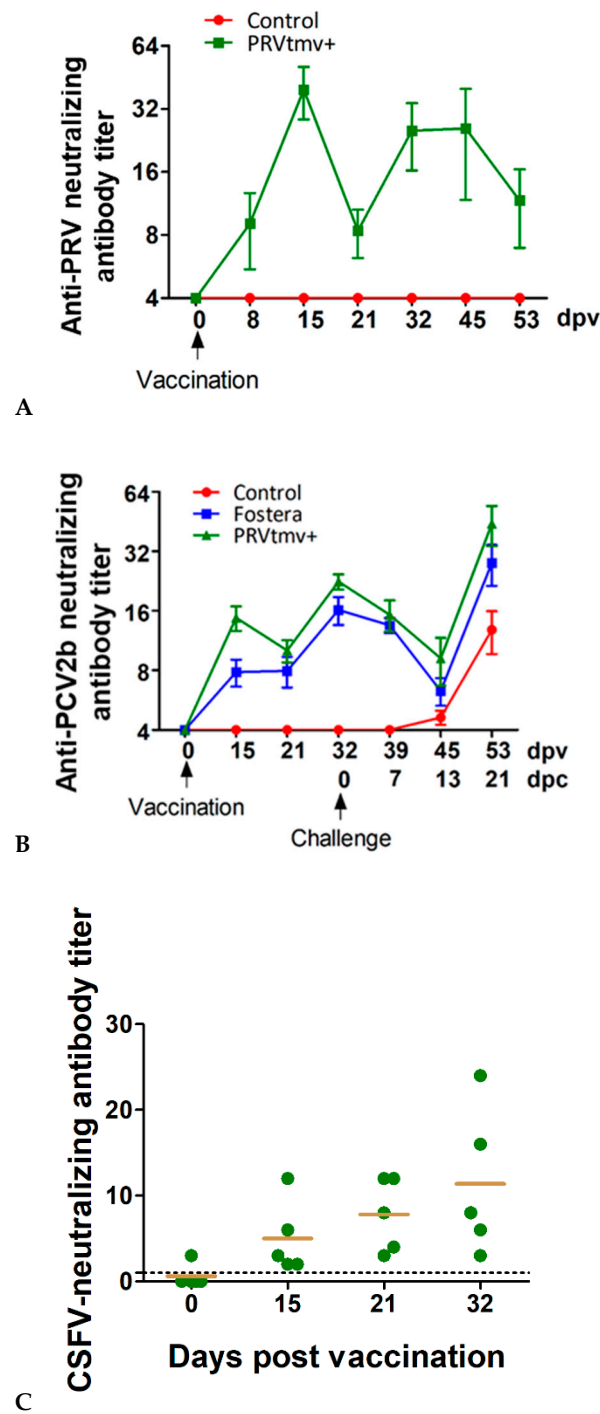 Control
PRVtmv+
Anti-PRV neutralizing
antibody titer
64
32
16
8
4
0 8 15 21 32 45 53 dpv
Vaccination
A
Control
Fostera
PRVtmv+
Anti-PCV2b neutralizing
antibody titer
64
32
16
8
4
0 15 21 32 39 45 53 dpv
0 7 13 21 dpc
Vaccination
Challenge
B
CSFV-neutralizing antibody titer
30
20
10
0
0 15 21 32
Days post vaccination
C